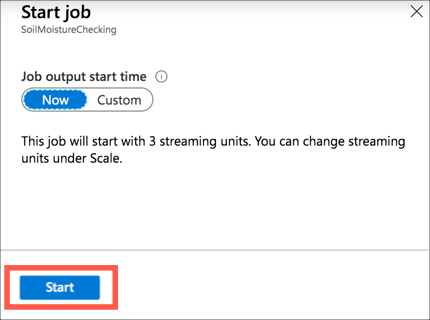 Start job
SoilMoistureChecking
Job output start time
Now Custom
This job will start with 3 streaming units. You can change streaming
units under Scale.
Start